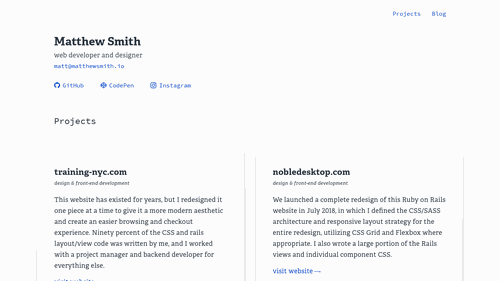 Projects Blog
Matthew Smith
web developer and designer
matt@matthewsmith.io
GitHub CodePen Instagram
Projects
training-nyc.com
design & front-end development
This website has existed for years, but I redesigned it
one piece at a time to give it a more modern aesthetic
and create an easier browsing and checkout
experience. Ninety percent of the CSS and rails
layout/view code was written by me, and I worked
with a project manager and backend developer for
everything else.
visit website
nobledesktop.com
design & front-end development
We launched a complete redesign of this Ruby on Rails
website in July 2018, in which I defined the CSS/SASS
architecture and responsive layout strategy for the
entire redesign, utilizing CSS Grid and Flexbox where
appropriate. I also wrote a large portion of the Rails
views and individual component CSS.
visit website →